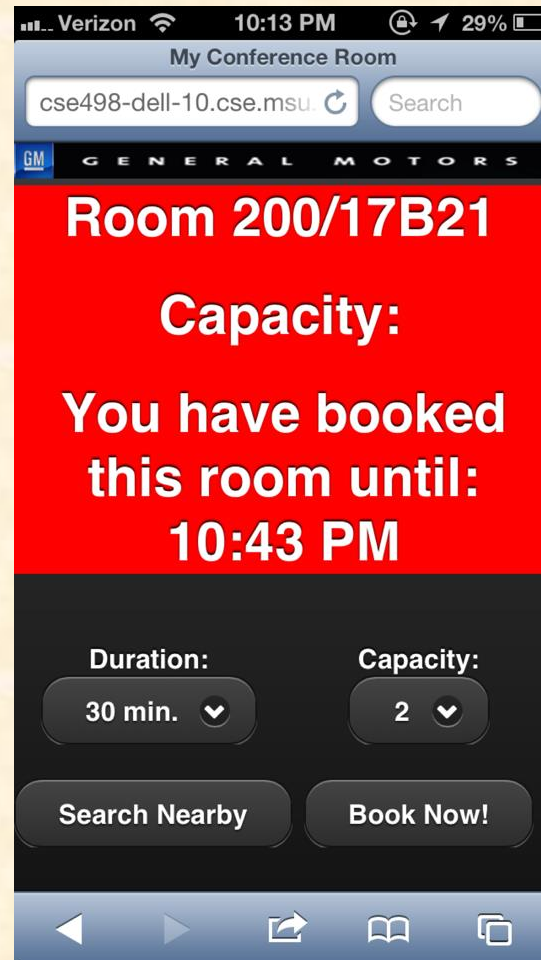 Verizon 10:13 PM 29%
My Conference Room
cse498-dell-10.cse.msu. Search
GM GENERAL MOTORS
Room 200/17B21
Capacity:
You have booked
this room until:
10:43 PM
Duration: Capacity:
30 min. 2
Search Nearby Book Now!